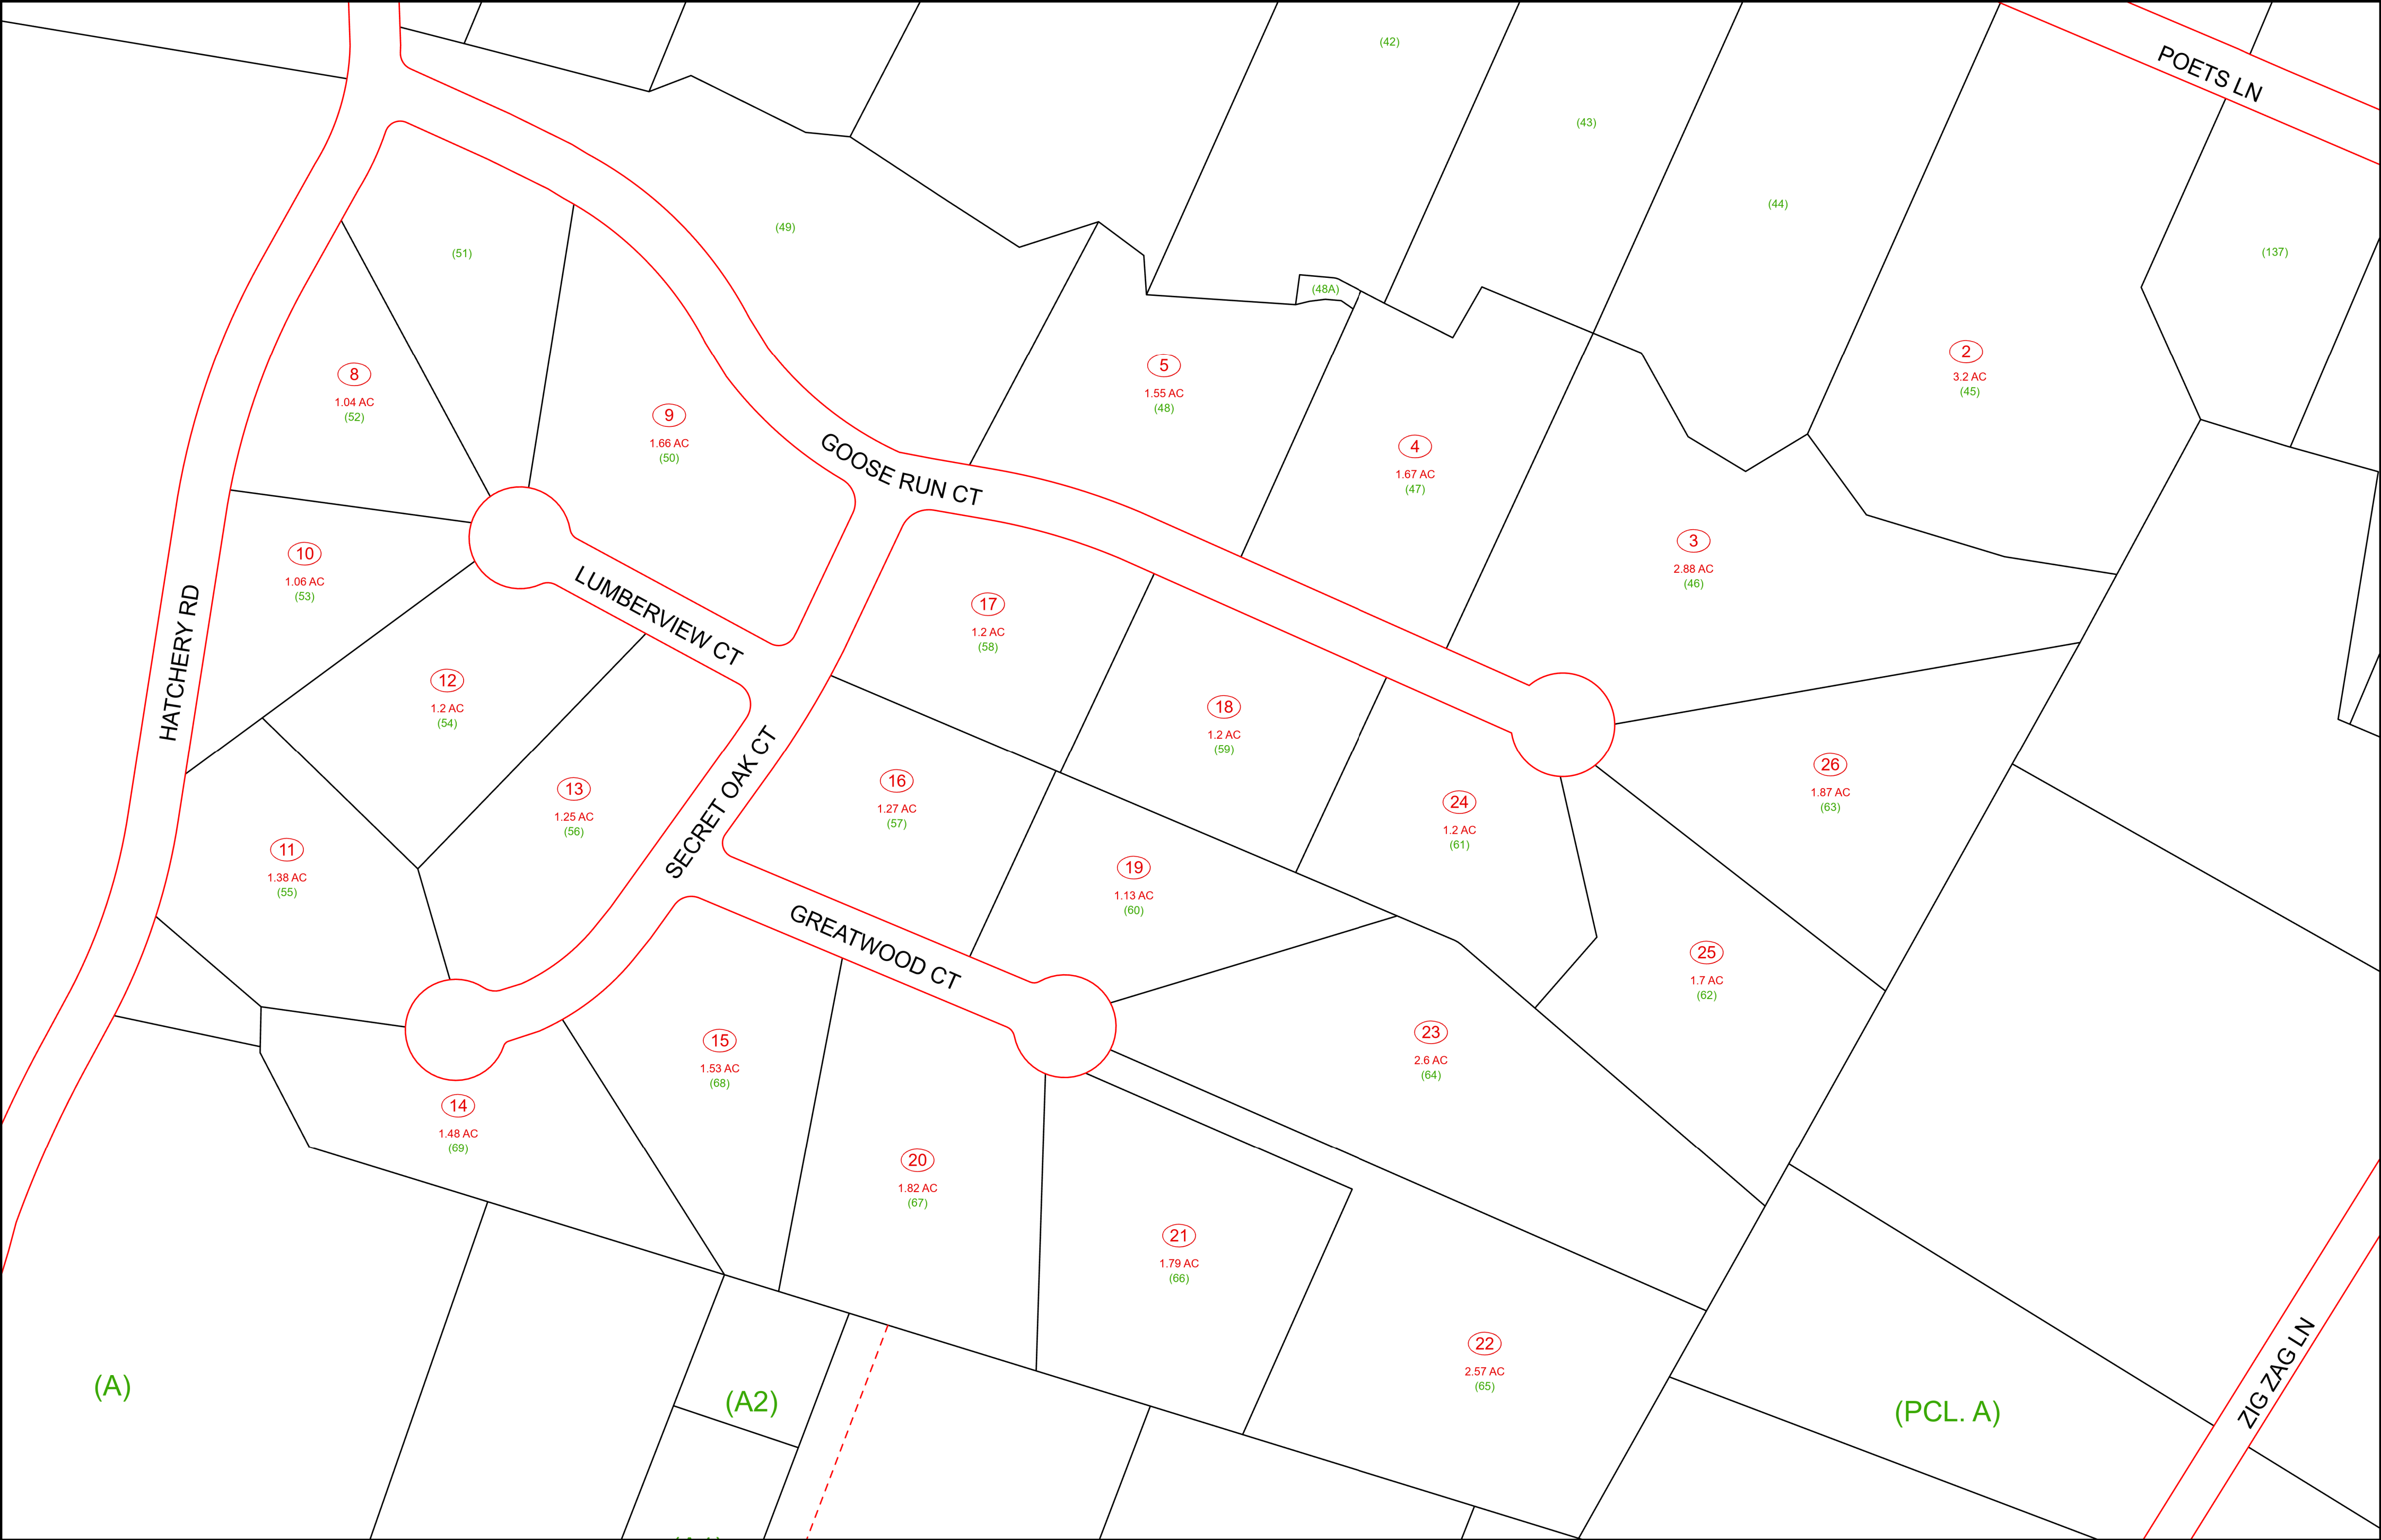 (42)
POETS LN
(43)
(44)
(49)
(51)
(137)
(48A)
2
3.2 AC
(45)
5
1.55 AC
(48)
8
1.04 AC
(52)
9
1.66 AC
(50)
GOOSE RUN CT
4
1.67 AC
(47)
3
2.88 AC
(46)
10
1.06 AC
(53)
LUMBERVIEW CT
17
1.2 AC
(58)
HATCHERY RD
12
1.2 AC
(54)
18
1.2 AC
(59)
26
1.87 AC
(63)
13
1.25 AC
(56)
SECRET OAK CT
16
1.27 AC
(57)
24
1.2 AC
(61)
11
1.38 AC
(55)
19
1.13 AC
(60)
GREATWOOD CT
25
1.7 AC
(62)
15
1.53 AC
(68)
23
2.6 AC
(64)
14
1.48 AC
(69)
20
1.82 AC
(67)
21
1.79 AC
(66)
22
2.57 AC
(65)
ZIG ZAG LN
(A)
(A2)
(PCL. A)